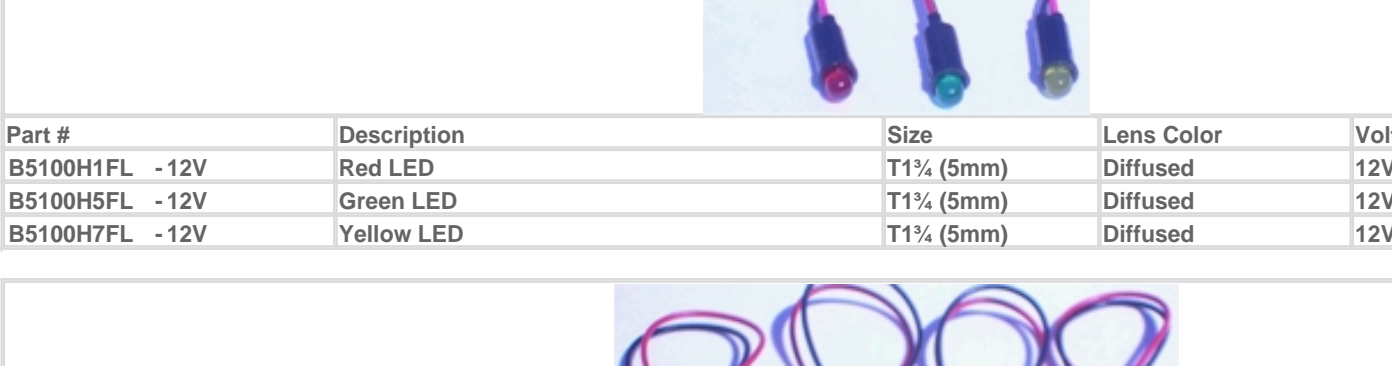 Part # Description Size Lens Color
B5100H1FL - 12V Red LED T1¾ (5mm) Diffused 12V
B5100H5FL - 12V Green LED T1¾ (5mm) Diffused 12V
B5100H7FL - 12V Yellow LED T1¾ (5mm) Diffused 12V